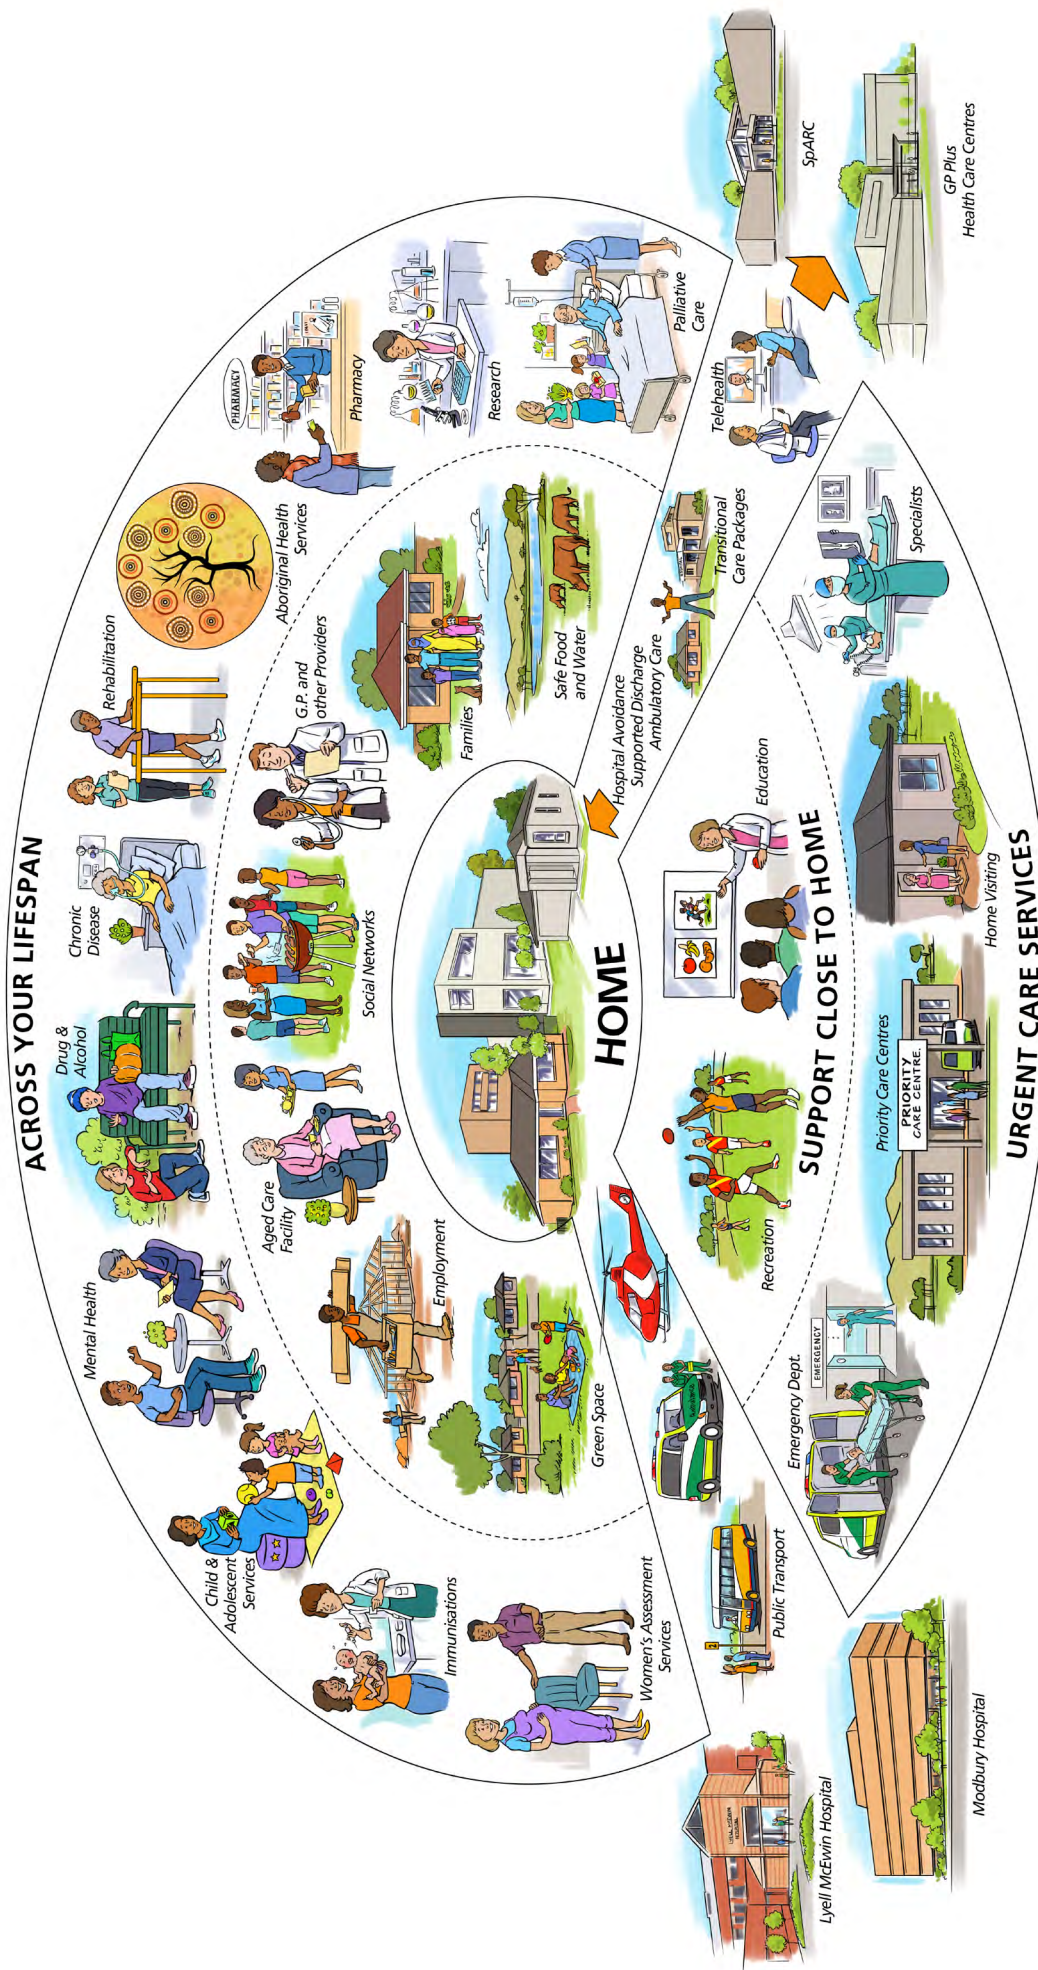 ACROSS YOUR LIFESPAN
Women's Assessment
Services
Immunisations
Child &
Adolescent
Services
Mental Health
Drug &
Alcohol
Chronic
Disease
Rehabilitation
Aboriginal Health
Services
PHARMACY
Pharmacy
Research
Palliative
Care
Green Space
Employment
Aged Care
Facility
Social Networks
G.P. and
other Providers
Families
Safe Food
and Water
HOME
Hospital Avoidance
Supported Discharge
Ambulatory Care
Transitional
Care Packages
Telehealth
SpARC
GP Plus
Health Care Centres
Lyell McEwin Hospital
Modbury Hospital
Public Transport
Recreation
Education
SUPPORT CLOSE TO HOME
EMERGENCY
Emergency Dept.
Priority Care Centres
PRIORITY
CARE CENTRE.
Home Visiting
Specialists
URGENT CARE SERVICES